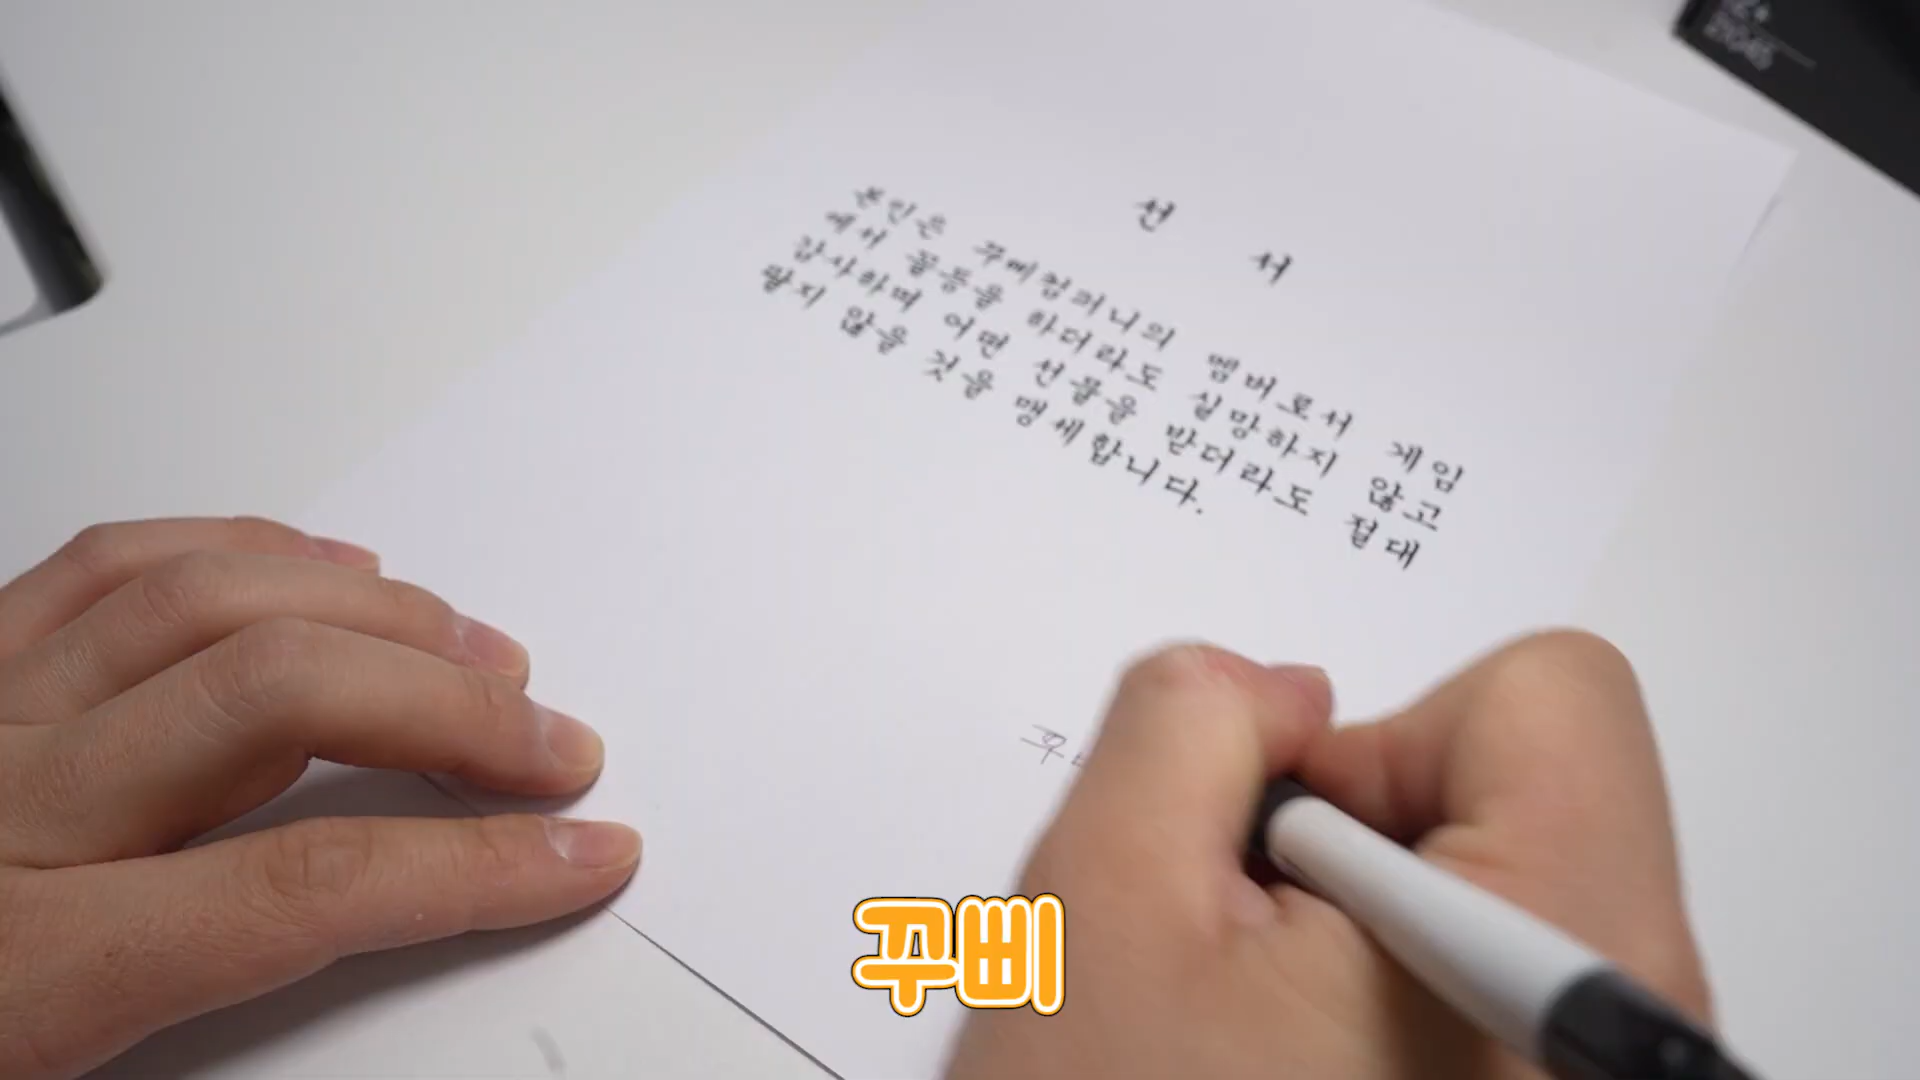 선 서
본인은 꾸삐컴퍼니의 멤버로서 게임
에서 꼴등을 하더라도 실망하지 않고
감사하며 어떤 선물을 받더라도 절대
팔지 않을 것을 맹세합니다.
꾸
꾸삐